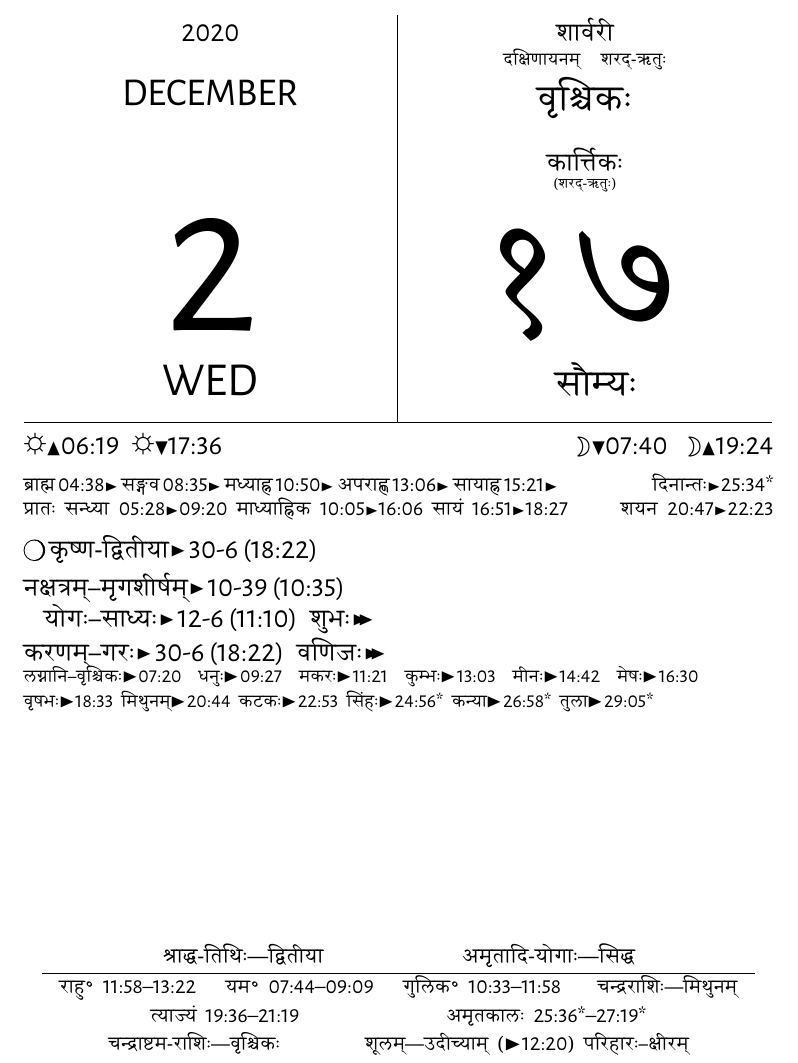 2020
DECEMBER
2
WED
शार्वरी
दक्षिणायनम् शरद्-ऋतुः
वृश्चिकः
कार्त्तिकः
(शरद्-ऋतुः)
१७
सौम्यः
☼▲06:19 ☼▼17:36 ☽▼07:40 ☽▲19:24
ब्राह्म 04:38► सङ्गव 08:35► मध्याह्न 10:50► अपराह्ण 13:06► सायाह्न 15:21► दिनान्तः►25:34*
प्रातः सन्ध्या 05:28►09:20 माध्याह्निक 10:05►16:06 सायं 16:51►18:27 शयन 20:47►22:23
❍कृष्ण-द्वितीया►30-6 (18:22)
नक्षत्रम्–मृगशीर्षम्►10-39 (10:35)
योगः–साध्यः►12-6 (11:10) शुभः►►
करणम्–गरः►30-6 (18:22) वणिजः►►
लग्नानि–वृश्चिकः►07:20 धनुः►09:27 मकरः►11:21 कुम्भः►13:03 मीनः►14:42 मेषः►16:30
वृषभः►18:33 मिथुनम्►20:44 कटकः►22:53 सिंहः►24:56* कन्या►26:58* तुला►29:05*
श्राद्ध-तिथिः—द्वितीया अमृतादि-योगाः—सिद्ध
राहु॰ 11:58–13:22 यम॰ 07:44–09:09 गुलिक॰ 10:33–11:58 चन्द्रराशिः—मिथुनम्
त्याज्यं 19:36–21:19 अमृतकालः 25:36*–27:19*
चन्द्राष्टम-राशिः—वृश्चिकः शूलम्—उदीच्याम् (►12:20) परिहारः–क्षीरम्